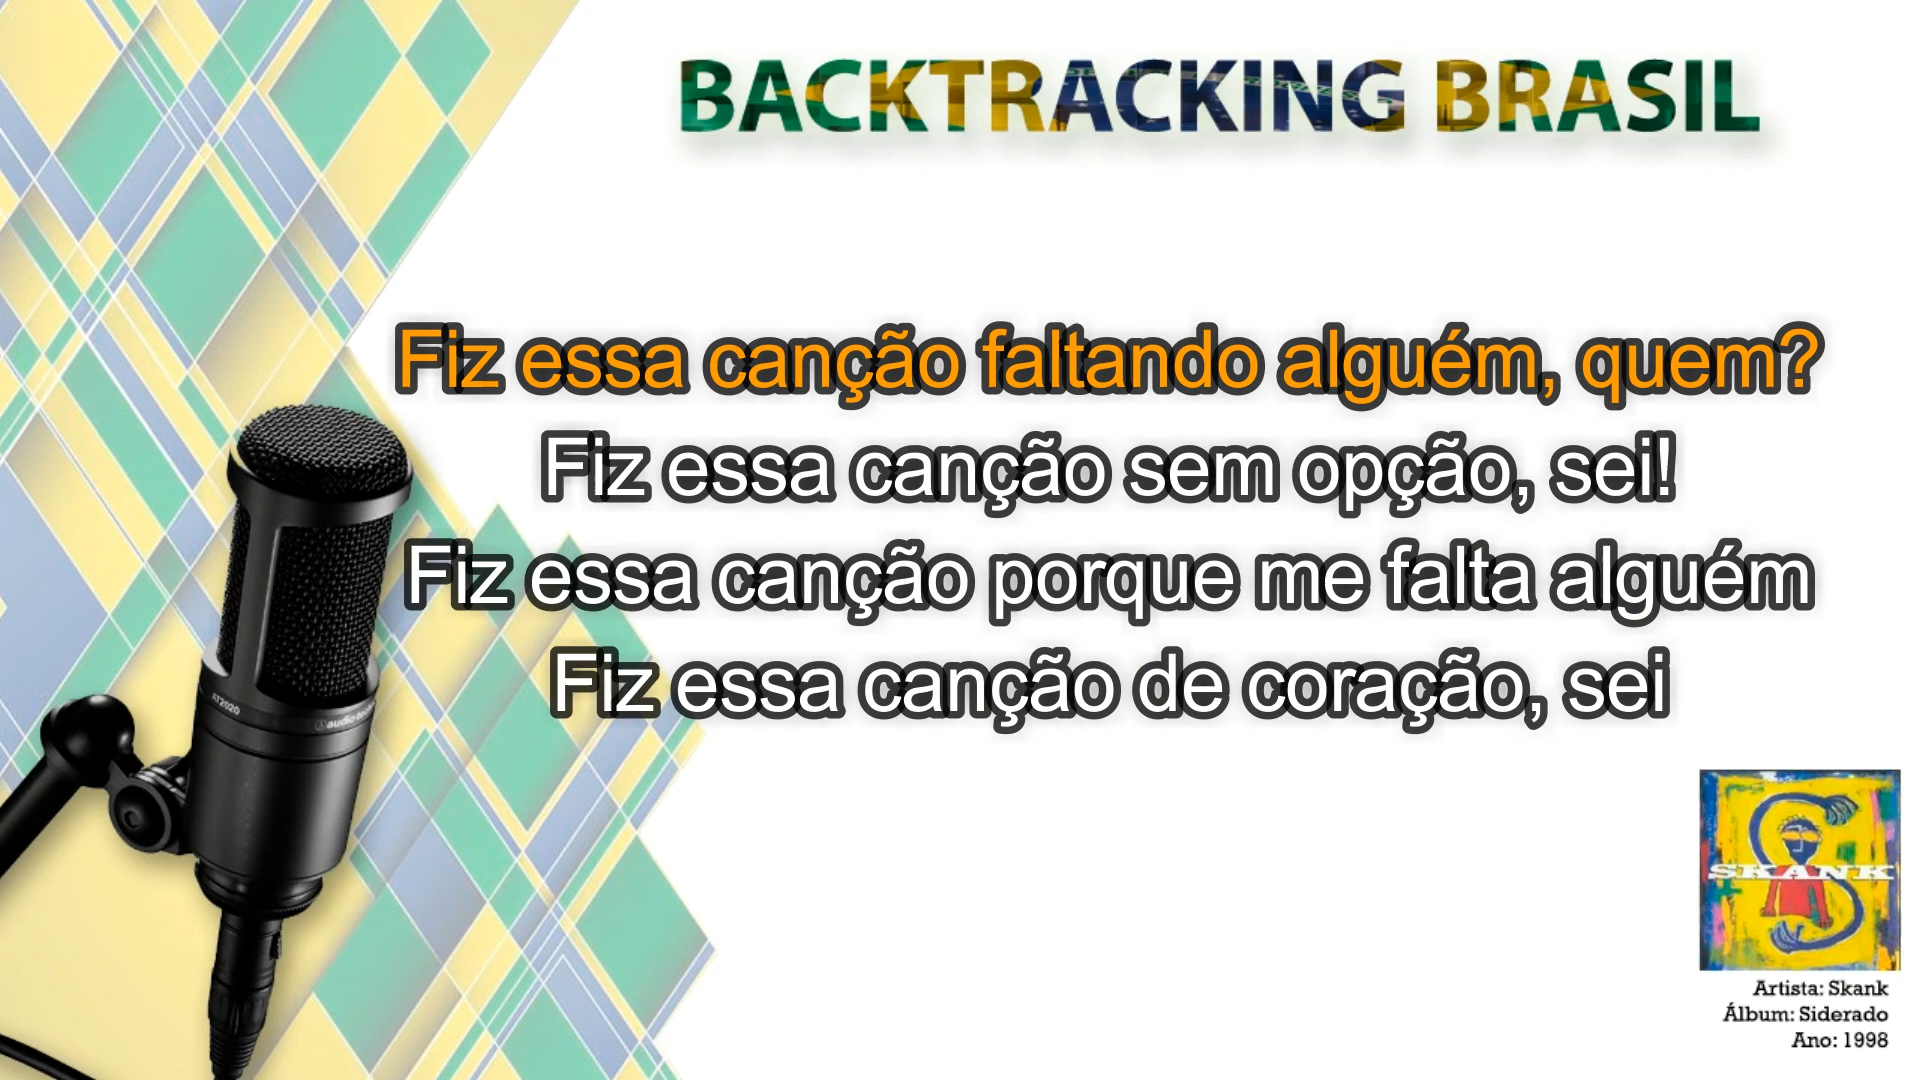 BACKTRACKING BRASIL
Fiz essa canção faltando alguém, quem?
Fiz essa canção sem opção, sei!
Fiz essa canção porque me falta alguém
Fiz essa canção de coração, sei
AT2020
SKANK
Artista: Skank
Álbum: Siderado
Ano: 1998